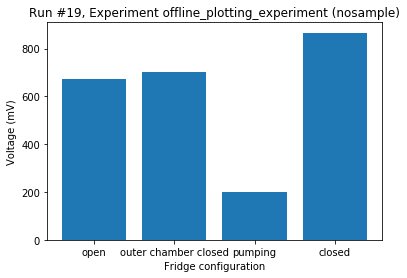 Run #19, Experiment offline_plotting_experiment (nosample)
Voltage (mV)
800
600
400
200
0
open outer chamber closed pumping closed
Fridge configuration